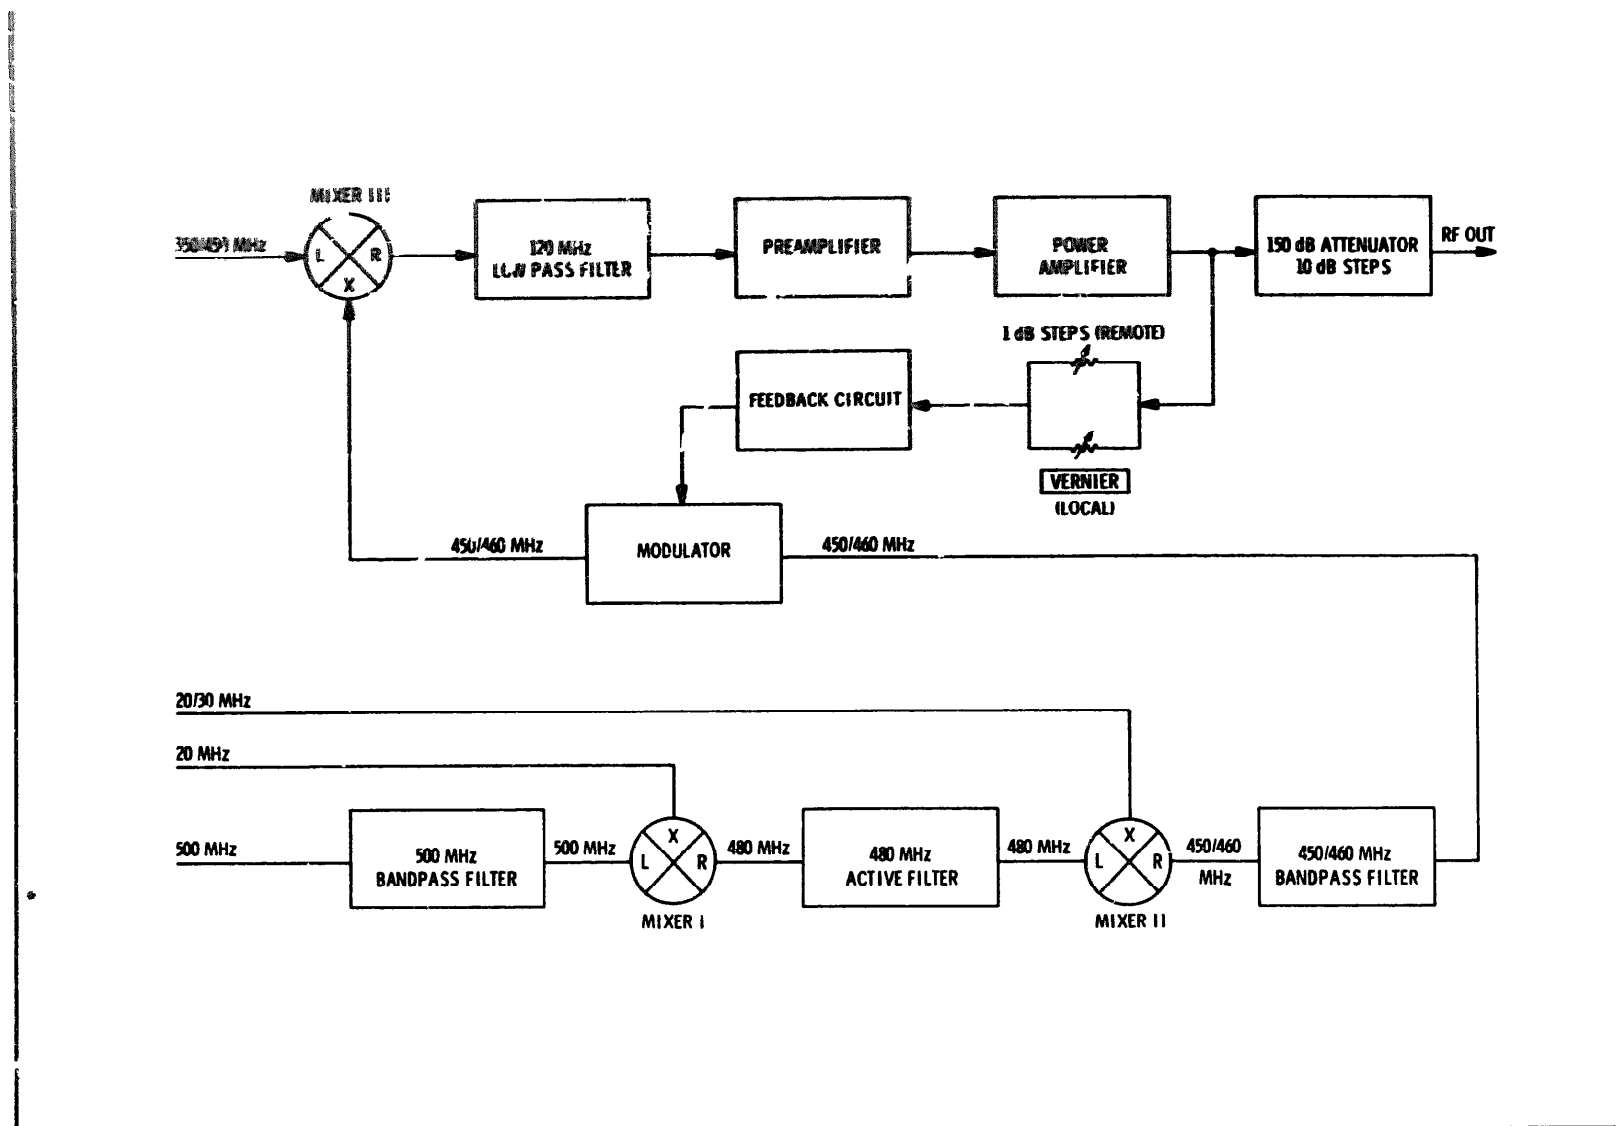 MIXER III
MHz
L
R
X
120 MHz
LOW PASS FILTER
PREAMPLIFIER
POWER
AMPLIFIER
150 dB ATTENUATOR
10 dB STEPS
RF OUT
1 dB STEPS (REMOTE)
FEEDBACK CIRCUIT
VERNIER
(LOCAL)
450/460 MHz
MODULATOR
450/460 MHz
20/30 MHz
20 MHz
500 MHz
500 MHz
BANDPASS FILTER
500 MHz
X
L
R
MIXER I
480 MHz
480 MHz
ACTIVE FILTER
480 MHz
X
L
R
MIXER II
450/460
MHz
450/460 MHz
BANDPASS FILTER